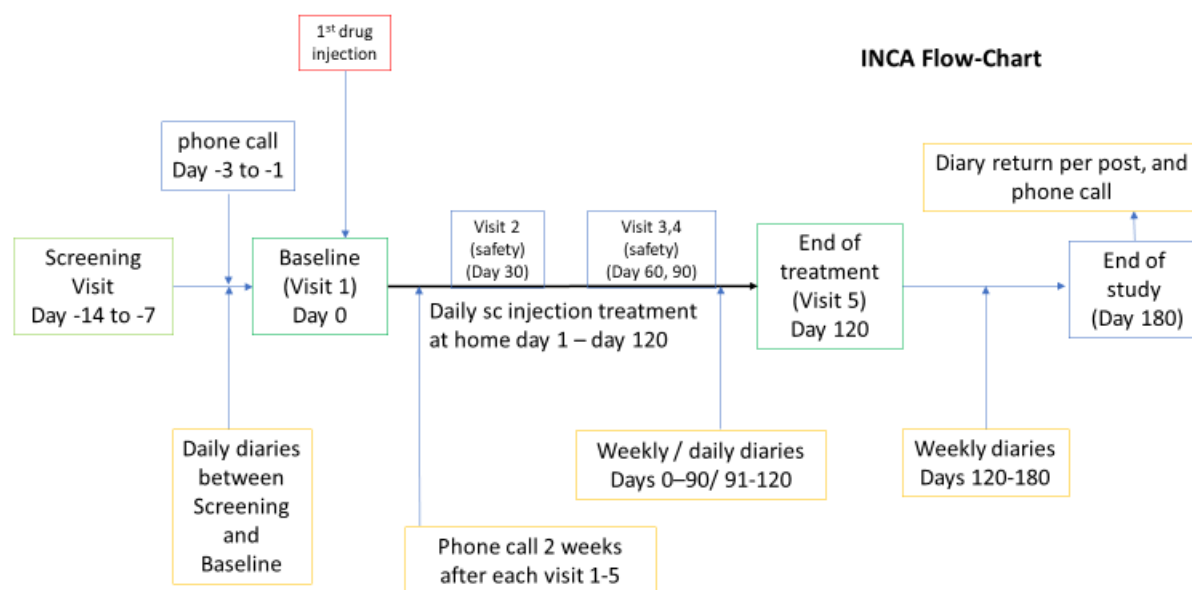 1st drug
injection
INCA Flow-Chart
phone call
Day -3 to -1
Diary return per post, and
phone call
Screening
Visit
Day -14 to -7
Baseline
(Visit 1)
Day 0
Visit 2
(safety)
(Day 30)
Visit 3,4
(safety)
(Day 60, 90)
End of
treatment
(Visit 5)
Day 120
End of
study
(Day 180)
Daily sc injection treatment
at home day 1 – day 120
Daily diaries
between
Screening
and
Baseline
Weekly / daily diaries
Days 0–90/ 91-120
Weekly diaries
Days 120-180
Phone call 2 weeks
after each visit 1-5